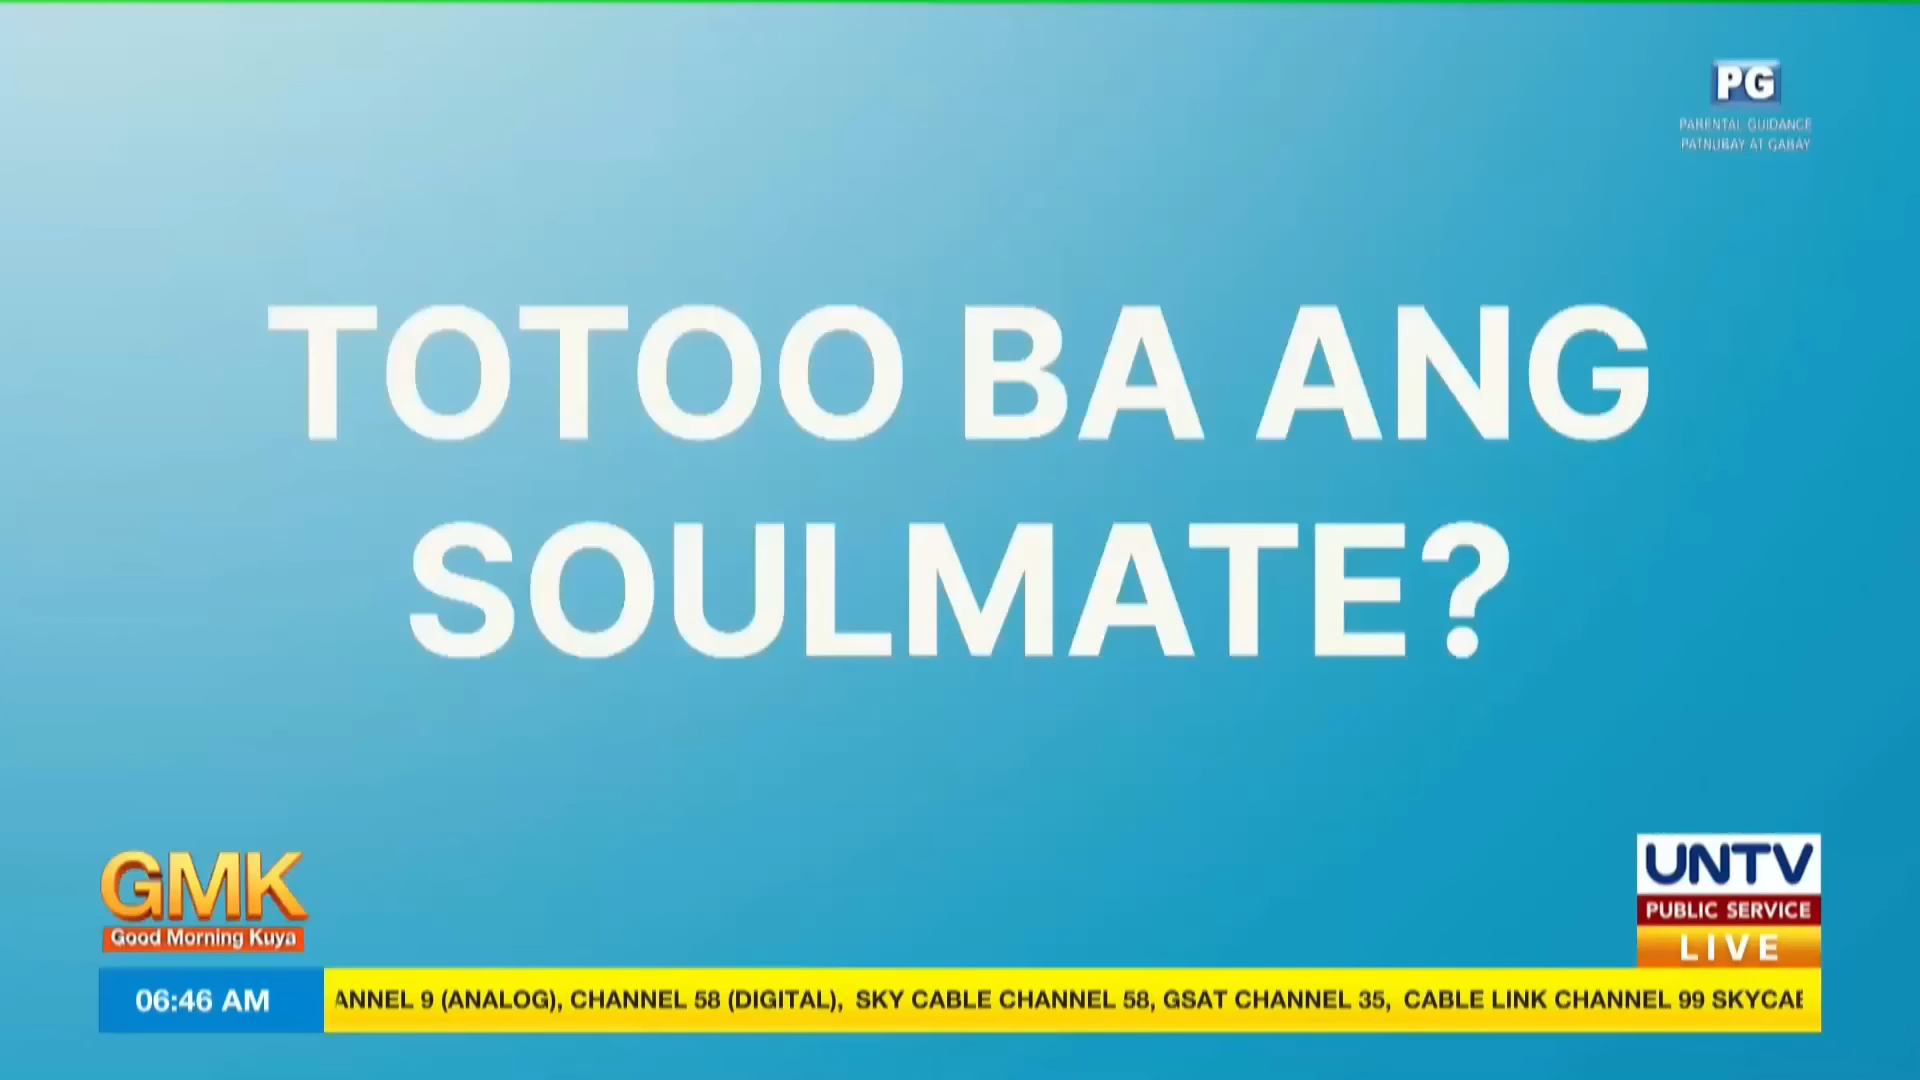 PG
PARENTAL GUIDANCE
PATNUBAY AT GABAY
TOTOO BA ANG
SOULMATE?
GMK
Good Morning Kuya
UNTV
PUBLIC SERVICE
LIVE
06:46 AM
ANNEL 9 (ANALOG), CHANNEL 58 (DIGITAL), SKY CABLE CHANNEL 58, GSAT CHANNEL 35, CABLE LINK CHANNEL 99 SKYCAB